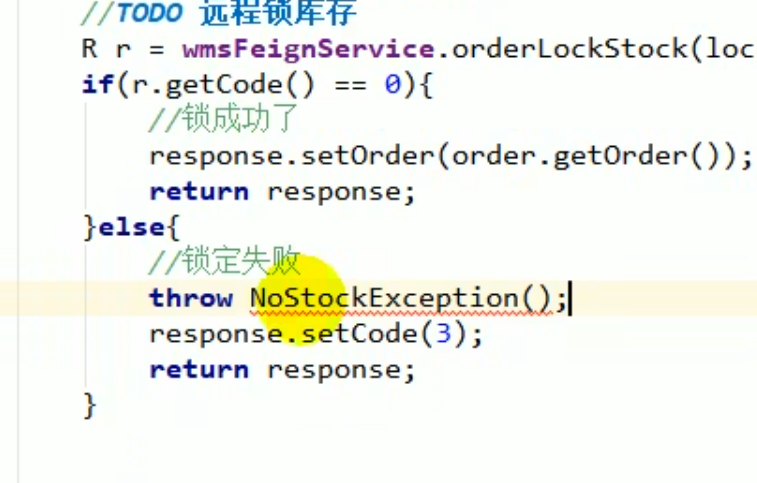 //TODO 远程锁库存
R r = wmsFeignService.orderLockStock(loc
if(r.getCode() == 0){
//锁成功了
response.setOrder(order.getOrder());
return response;
}else{
//锁定失败
throw NoStockException();
response.setCode(3);
return response;
}